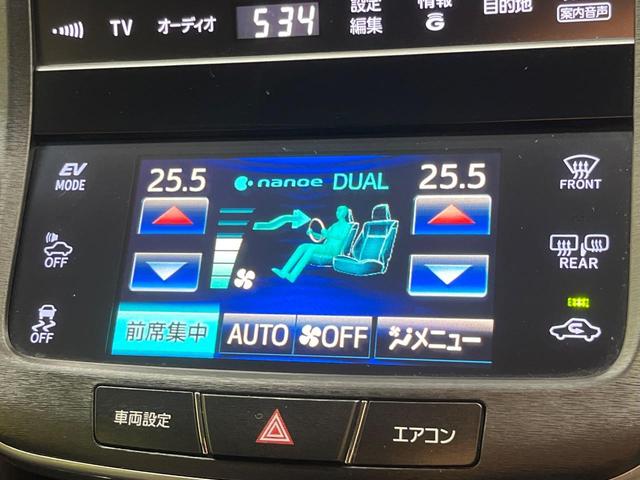 TV
オーディオ
5:34
設定
編集
情報
G
目的地
案内音声
EV
MODE
OFF
OFF
25.5
nanoe DUAL
25.5
前席集中
AUTO
OFF
メニュー
FRONT
REAR
車両設定
エアコン